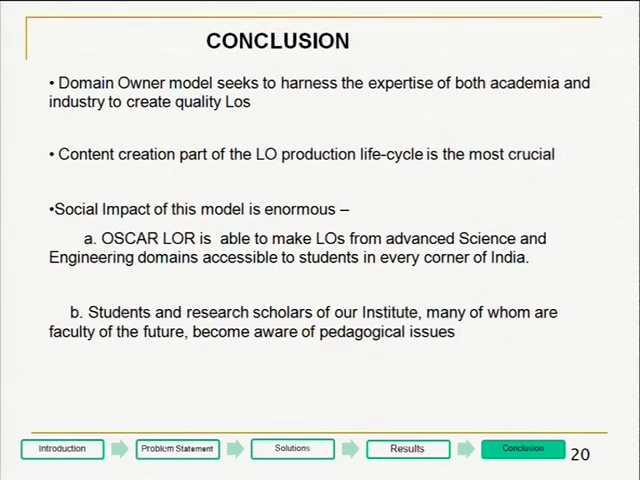 CONCLUSION
• Domain Owner model seeks to harness the expertise of both academia and
industry to create quality Los
• Content creation part of the LO production life-cycle is the most crucial
•Social Impact of this model is enormous –
a. OSCAR LOR is able to make LOs from advanced Science and
Engineering domains accessible to students in every corner of India.
b. Students and research scholars of our Institute, many of whom are
faculty of the future, become aware of pedagogical issues
Introduction
Problem Statement
Solutions
Results
Conclusion
20